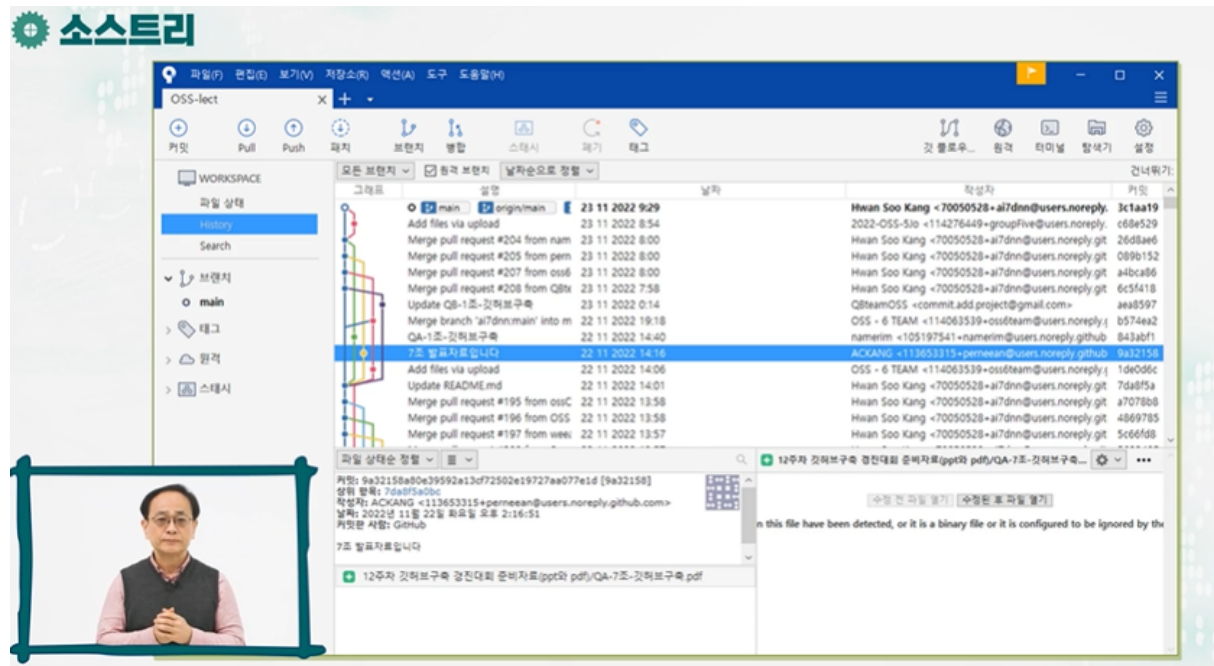 소스트리
파일(F) 편집(E) 보기(V) 저장소(R) 액션(A) 도구 도움말(H)
OSS-lect
커밋 Pull Push 패치 브랜치 병합 스태시 폐기 태그 깃 플로우... 원격 터미널 탐색기 설정
WORKSPACE
파일 상태
History
Search
브랜치
main
태그
원격
스태시
모든 브랜치 원격 브랜치 날짜순으로 정렬 건너뛰기:
그래프 설명 날짜 작성자 커밋
main origin/main 23 11 2022 9:29 Hwan Soo Kang <70050528+ai7dnn@users.noreply. 3c1aa19
Add files via upload 23 11 2022 8:54 2022-OSS-5Jo <114276449+groupFive@users.noreply. c68e529
Merge pull request #204 from nam 23 11 2022 8:00 Hwan Soo Kang <70050528+ai7dnn@users.noreply.git 26d8ae6
Merge pull request #205 from pern 23 11 2022 8:00 Hwan Soo Kang <70050528+ai7dnn@users.noreply.git 089b152
Merge pull request #207 from oss6 23 11 2022 8:00 Hwan Soo Kang <70050528+ai7dnn@users.noreply.git a4bca86
Merge pull request #208 from Q8te 23 11 2022 7:58 Hwan Soo Kang <70050528+ai7dnn@users.noreply.git 6c5f418
Update Q8-1조-깃허브구축 23 11 2022 0:14 Q8teamOSS <commit.add.project@gmail.com> aea8597
Merge branch 'ai7dnn:main' into m 22 11 2022 19:18 OSS - 6 TEAM <114063539+oss6team@users.noreply.g b574ea2
QA-1조-깃허브구축 22 11 2022 14:40 namerim <105197541+namerim@users.noreply.github 843abf1
7조 발표자료입니다 22 11 2022 14:16 ACKANG <113653315+perneean@users.noreply.github 9a32158
Add files via upload 22 11 2022 14:06 OSS - 6 TEAM <114063539+oss6team@users.noreply.g 1de0d6c
Update README.md 22 11 2022 14:01 Hwan Soo Kang <70050528+ai7dnn@users.noreply.git 7da8f5a
Merge pull request #195 from ossC 22 11 2022 13:58 Hwan Soo Kang <70050528+ai7dnn@users.noreply.git a7078b8
Merge pull request #196 from OSS 22 11 2022 13:58 Hwan Soo Kang <70050528+ai7dnn@users.noreply.git 4869785
Merge pull request #197 from weec 22 11 2022 13:57 Hwan Soo Kang <70050528+ai7dnn@users.noreply.git 5c66fd8
파일 상태순 정렬
커밋: 9a32158a80e39592a13cf72502e19727aa077e1d [9a32158]
상위 항목: 7da8f5a0bc
작성자: ACKANG <113653315+perneean@users.noreply.github.com>
날짜: 2022년 11월 22일 화요일 오후 2:16:51
커밋한 사람: GitHub
7조 발표자료입니다
12주차 깃허브구축 경진대회 준비자료(ppt와 pdf)/QA-7조-깃허브구축.pdf
12주차 깃허브구축 경진대회 준비자료(ppt와 pdf)/QA-7조-깃허브구축...
수정 전 파일 열기 수정된 후 파일 열기
n this file have been detected, or it is a binary file or it is configured to be ignored by the